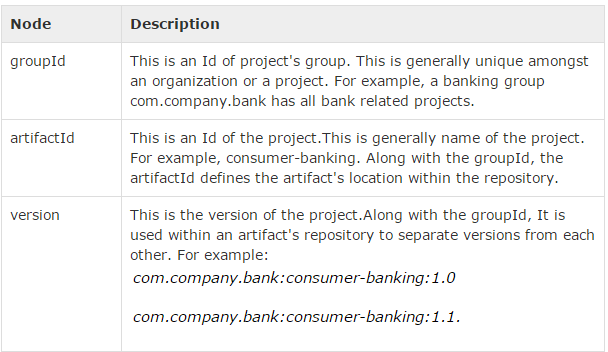 Node Description
groupId This is an Id of project's group. This is generally unique amongst
an organization or a project. For example, a banking group
com.company.bank has all bank related projects.
artifactId This is an Id of the project.This is generally name of the project.
For example, consumer-banking. Along with the groupId, the
artifactId defines the artifact's location within the repository.
version This is the version of the project.Along with the groupId, It is
used within an artifact's repository to separate versions from each
other. For example:
com.company.bank:consumer-banking:1.0
com.company.bank:consumer-banking:1.1.